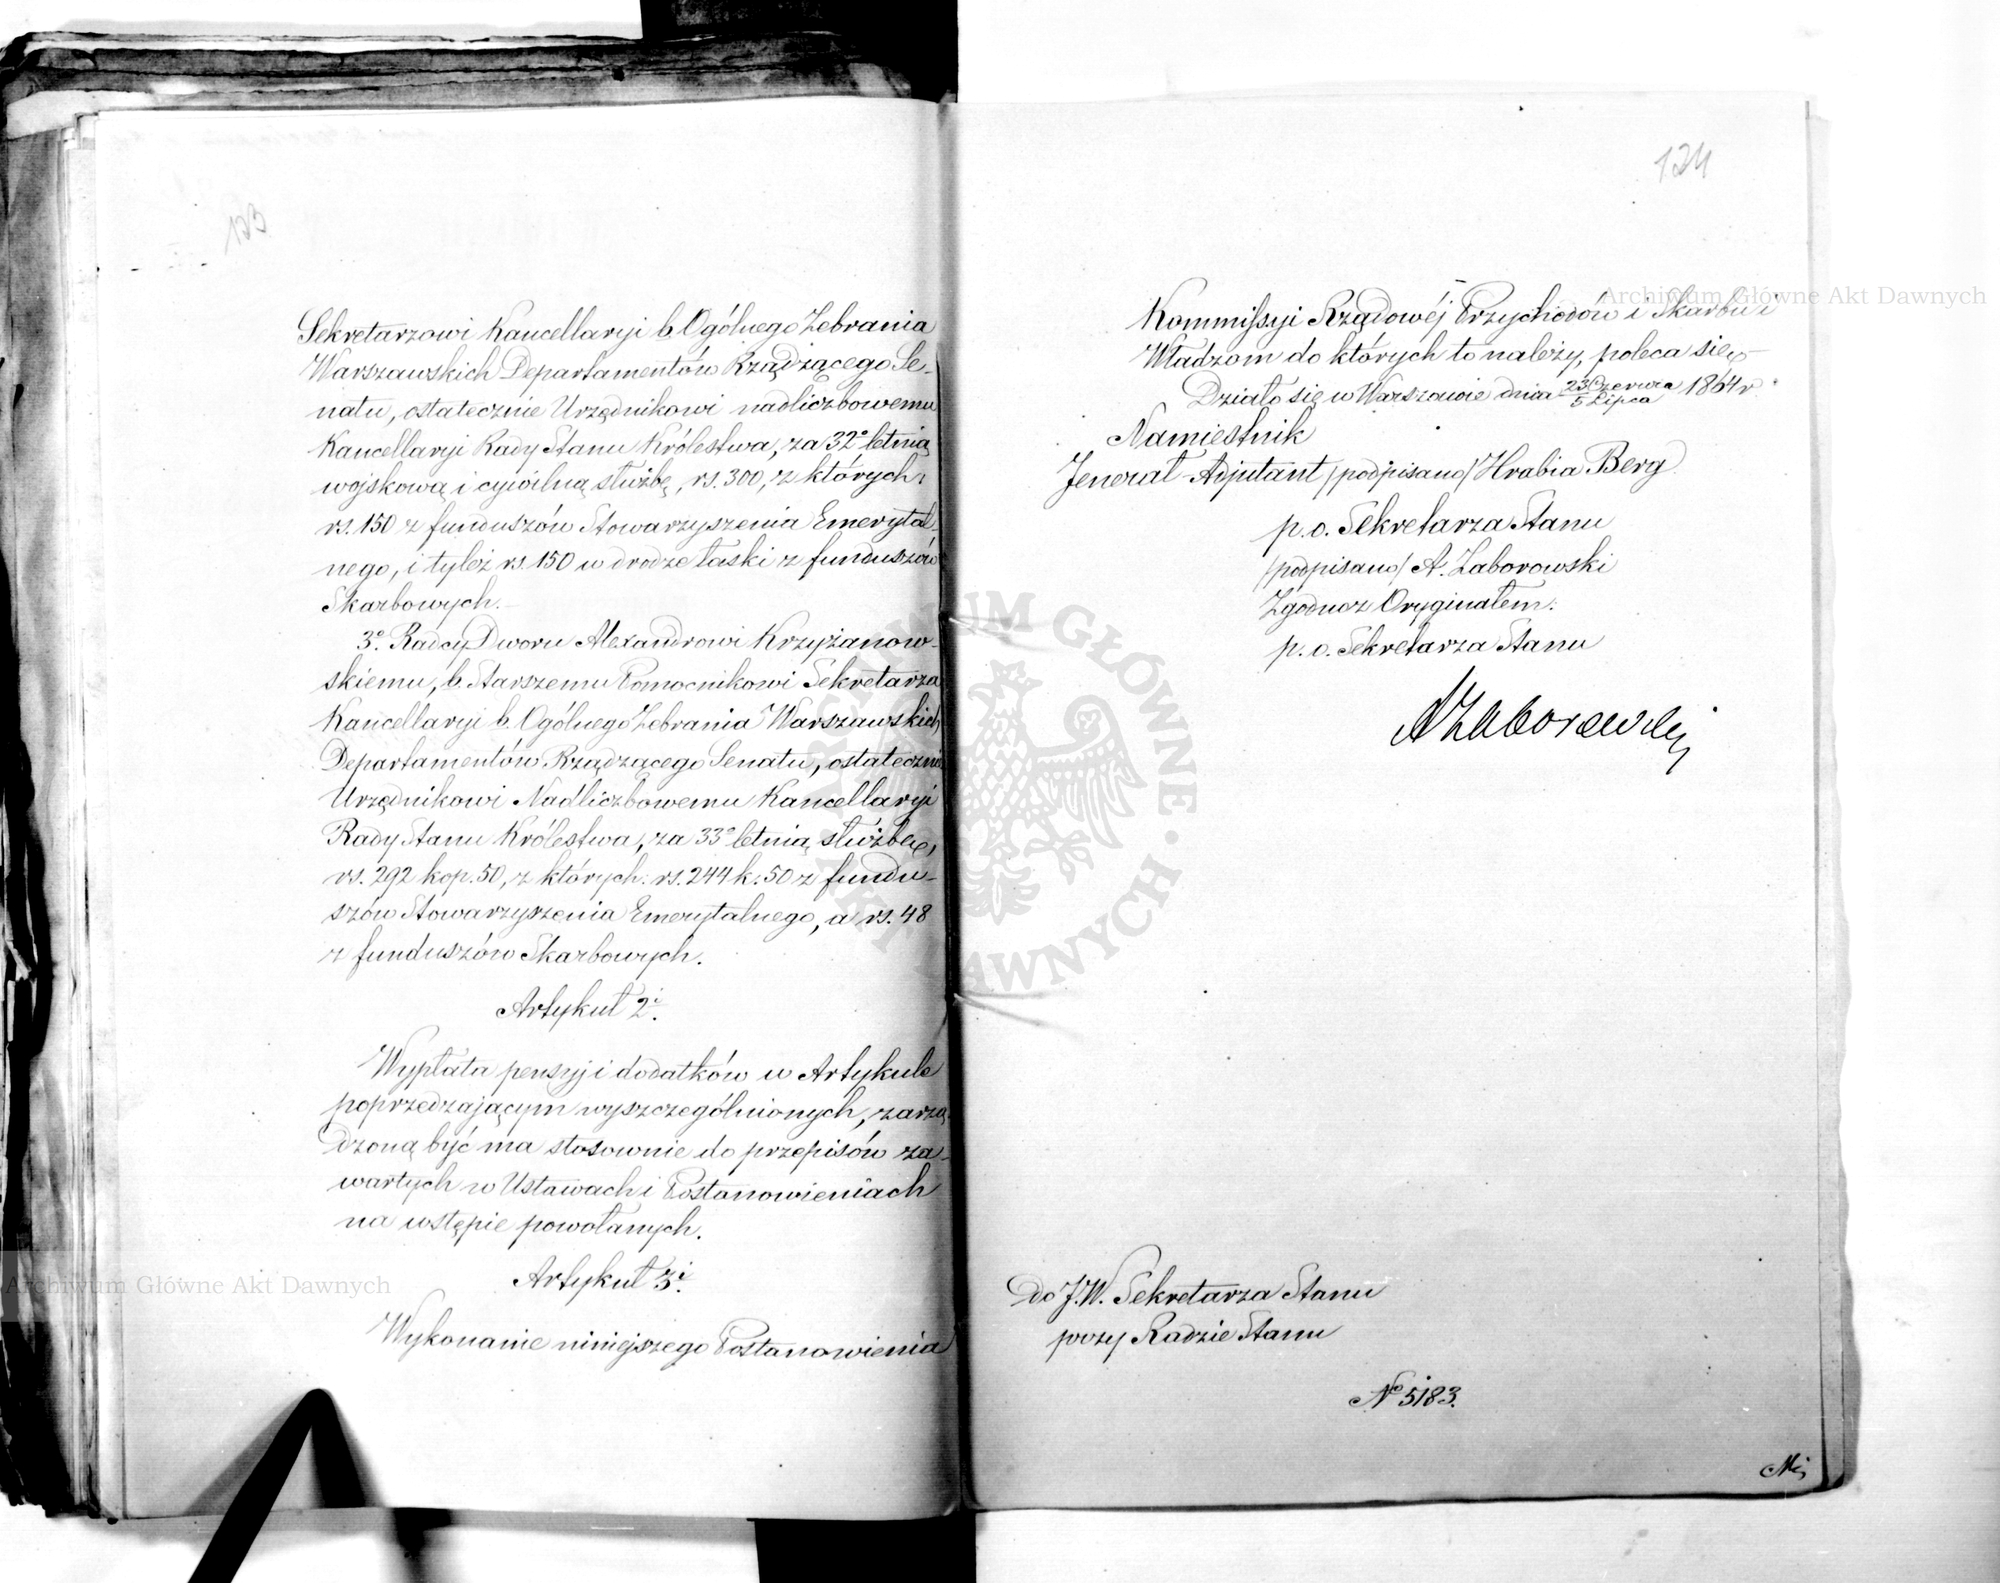 123
Sekretarzowi Kancellaryi b. Ogólnego Zebrania
Warszawskich Departamentów Rządzącego Se-
natu, ostatecznie Urzędnikowi nadliczbowemu
Kancellaryi Rady Stanu Królestwa, za 32º letnią
wojskową i cywilną służbę, rs. 300, z których:
rs. 150 z funduszów Stowarzyszenia Emerytal-
nego, i tyleż rs. 150 w drodze łaski z funduszów
Skarbowych.
3º. Radcy Dworu Alexandrowi Krzyżanow-
skiemu, b. Starszemu Pomocnikowi Sekretarza
Kancellaryi b. Ogólnego Zebrania Warszawskich
Departamentów Rządzącego Senatu, ostatecznie
Urzędnikowi Nadliczbowemu Kancellaryi
Rady Stanu Królestwa, za 33º letnią służbę,
rs. 292 kop. 50, z których: rs. 244 k. 50 z fundu-
szów Stowarzyszenia Emerytalnego, a rs. 48
z funduszów Skarbowych.
Artykuł 2i.
Wypłata pensyj i dodatków w Artykule
poprzedzającym wyszczególnionych, zarzą-
dzoną być ma stosownie do przepisów za-
wartych w Ustawach i Postanowieniach
na wstępie powołanych.
Artykuł 3i.
Wykonanie niniejszego Postanowienia
124
Kommissyi Rządowéj Przychodów i Skarbu i
Władzom do których to należy, poleca się.
Działo się w Warszawie dnia 23 Czerwca / 5 Lipca 1864 r.
Namiestnik
Jenerał-Adjutant /podpisano/ Hrabia Berg
p. o. Sekretarza Stanu
/podpisano/ A. Zaborowski
Zgodno z Oryginałem:
p. o. Sekretarza Stanu
AZaborowski
Do J.W. Sekretarza Stanu
przy Radzie Stanu
No 5183.
Archiwum Główne Akt Dawnych
Archiwum Główne Akt Dawnych
ARCHIWUM GŁÓWNE AKT DAWNYCH